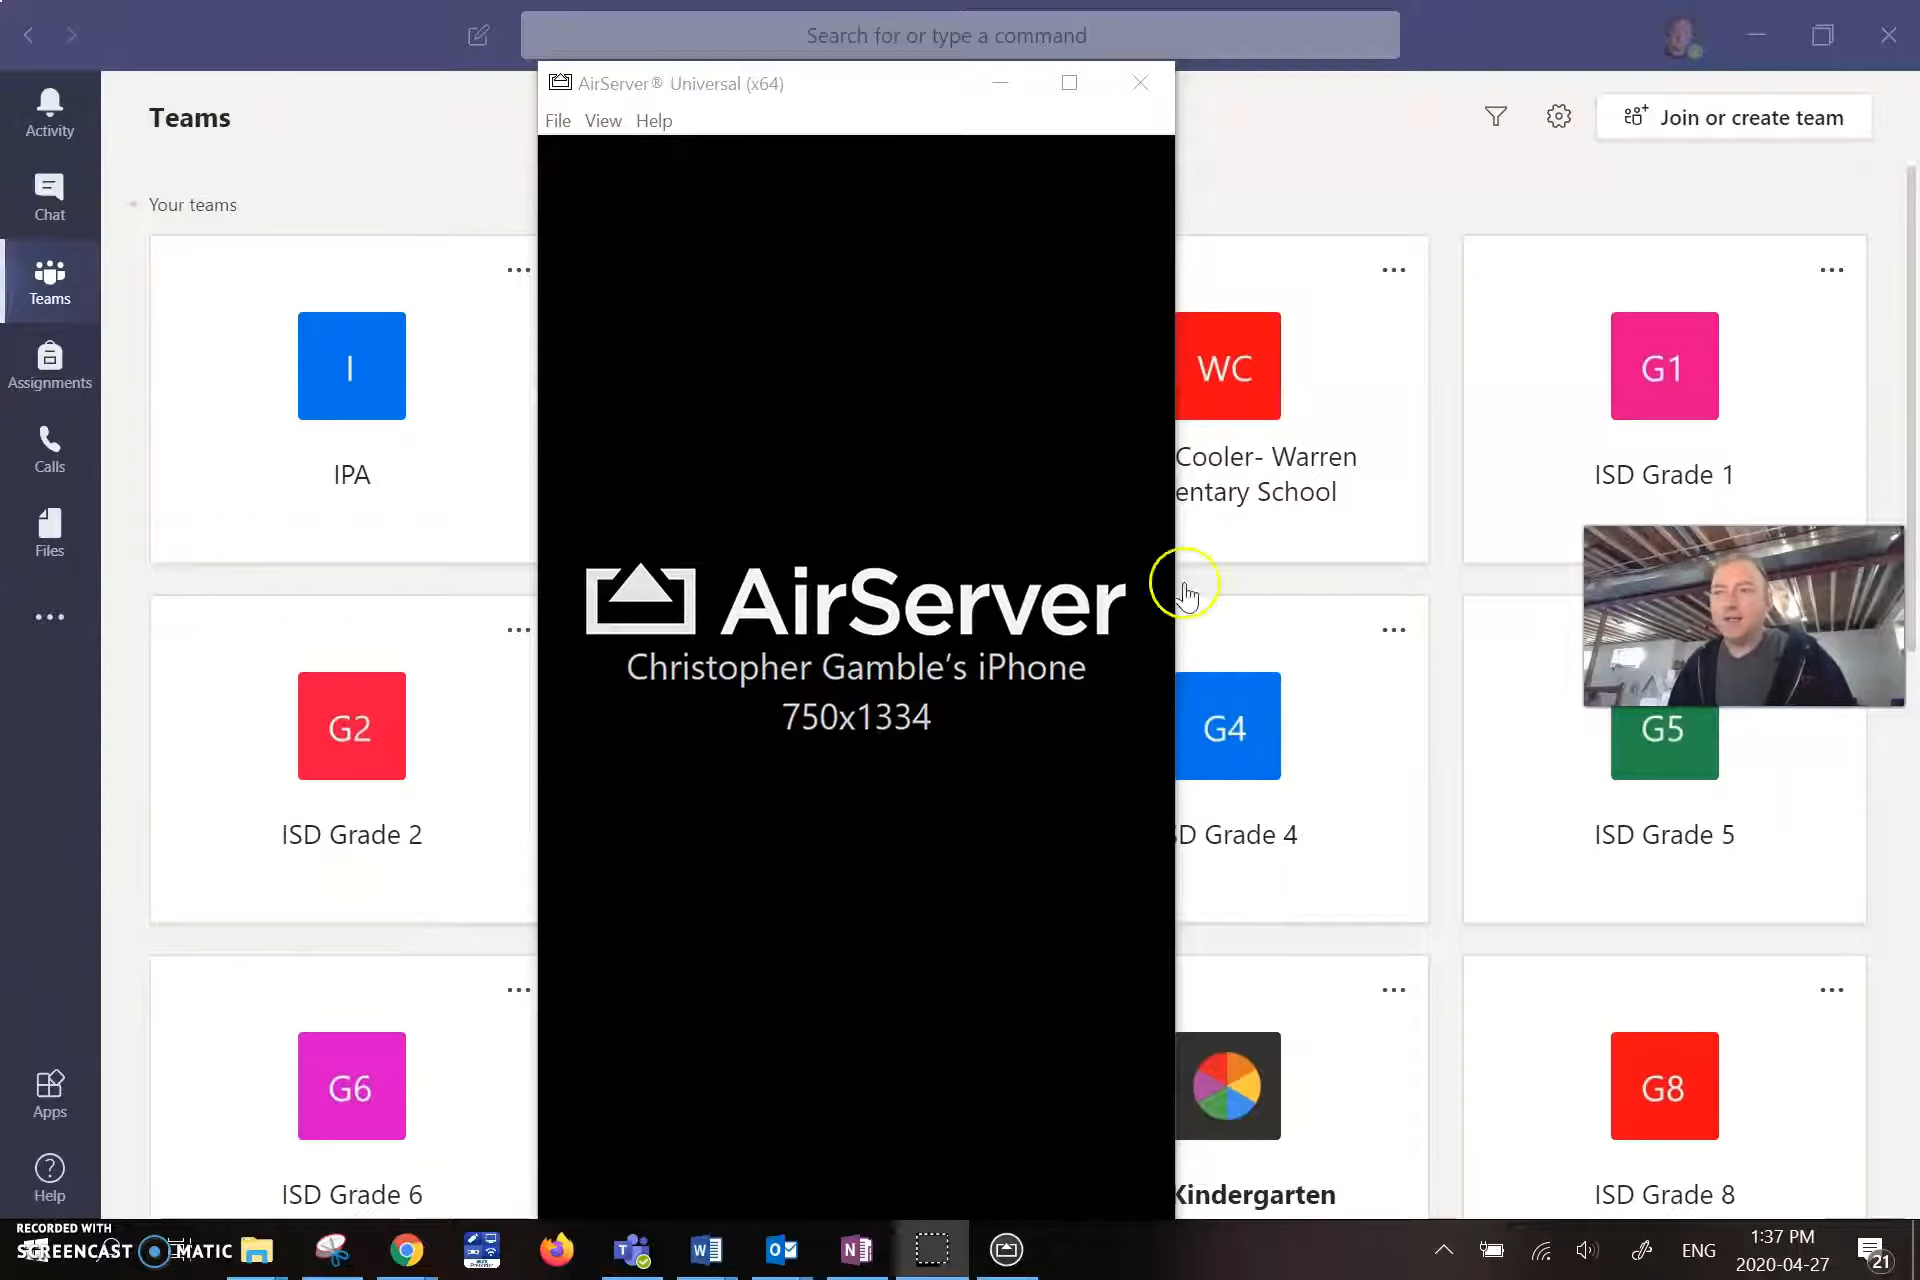 Search for or type a command
AirServer® Universal (x64)
File View Help
Activity
Chat
Teams
Assignments
Calls
Files
Apps
Help
Teams
Join or create team
Your teams
I
IPA
WC
Cooler- Warren
entary School
G1
ISD Grade 1
AirServer
Christopher Gamble's iPhone
750x1334
G2
ISD Grade 2
G4
D Grade 4
G5
ISD Grade 5
G6
ISD Grade 6
Kindergarten
G8
ISD Grade 8
RECORDED WITH
SCREENCAST MATIC
ENG
1:37 PM
2020-04-27
21